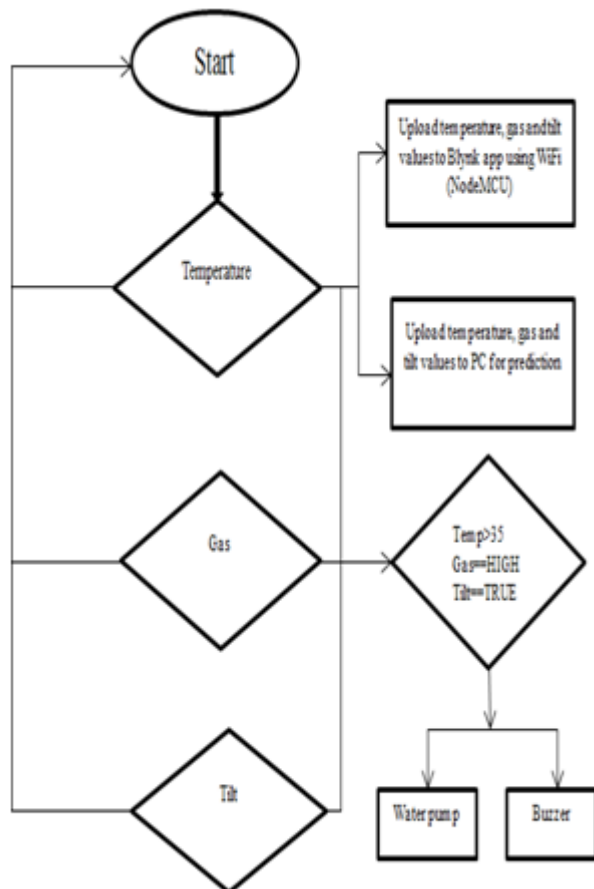 Start
Upload temperature, gas and tilt
values to Blynk app using WiFi
(NodeMCU)
Temperature
Upload temperature, gas and
tilt values to PC for prediction
Gas
Temp>35
Gas==HIGH
Tilt==TRUE
Tilt
Water pump
Buzzer